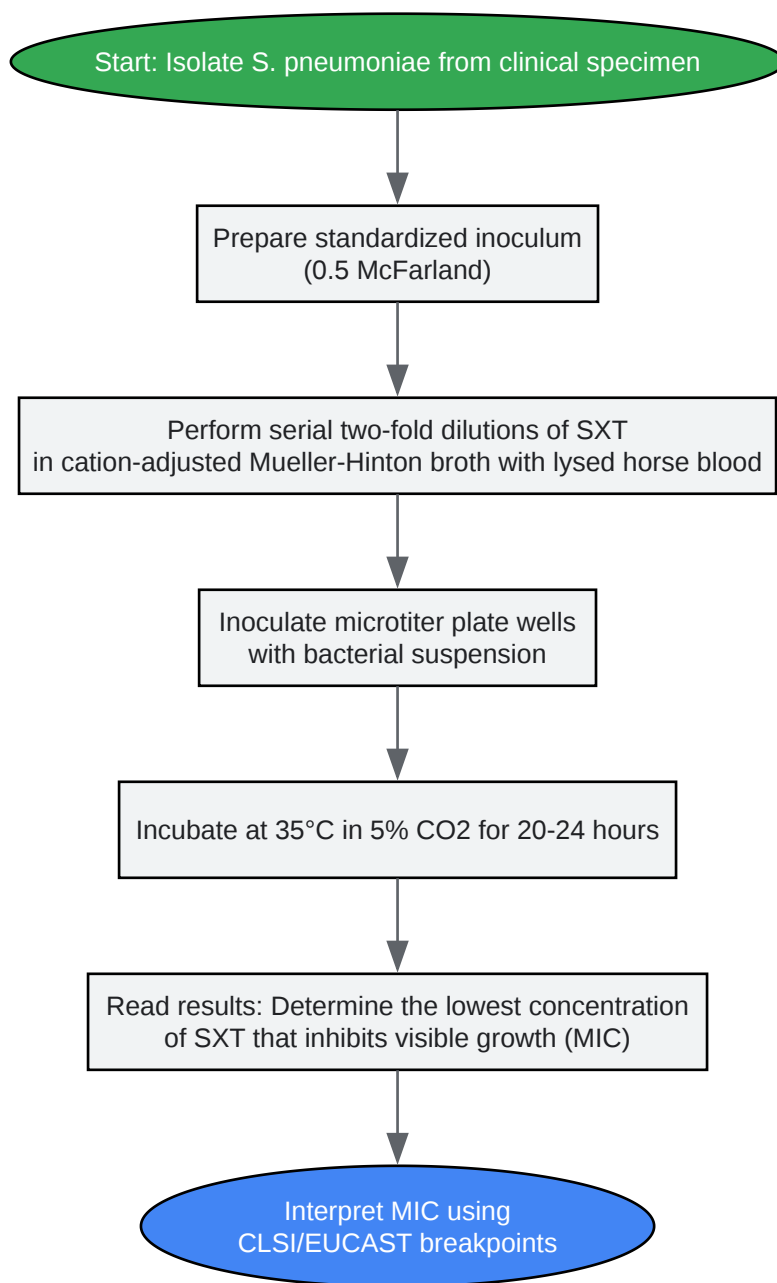 Start: Isolate S. pneumoniae from clinical specimen
Prepare standardized inoculum
(0.5 McFarland)
Perform serial two-fold dilutions of SXT
in cation-adjusted Mueller-Hinton broth with lysed horse blood
Inoculate microtiter plate wells
with bacterial suspension
Incubate at 35°C in 5% CO2 for 20-24 hours
Read results: Determine the lowest concentration
of SXT that inhibits visible growth (MIC)
Interpret MIC using
CLSI/EUCAST breakpoints